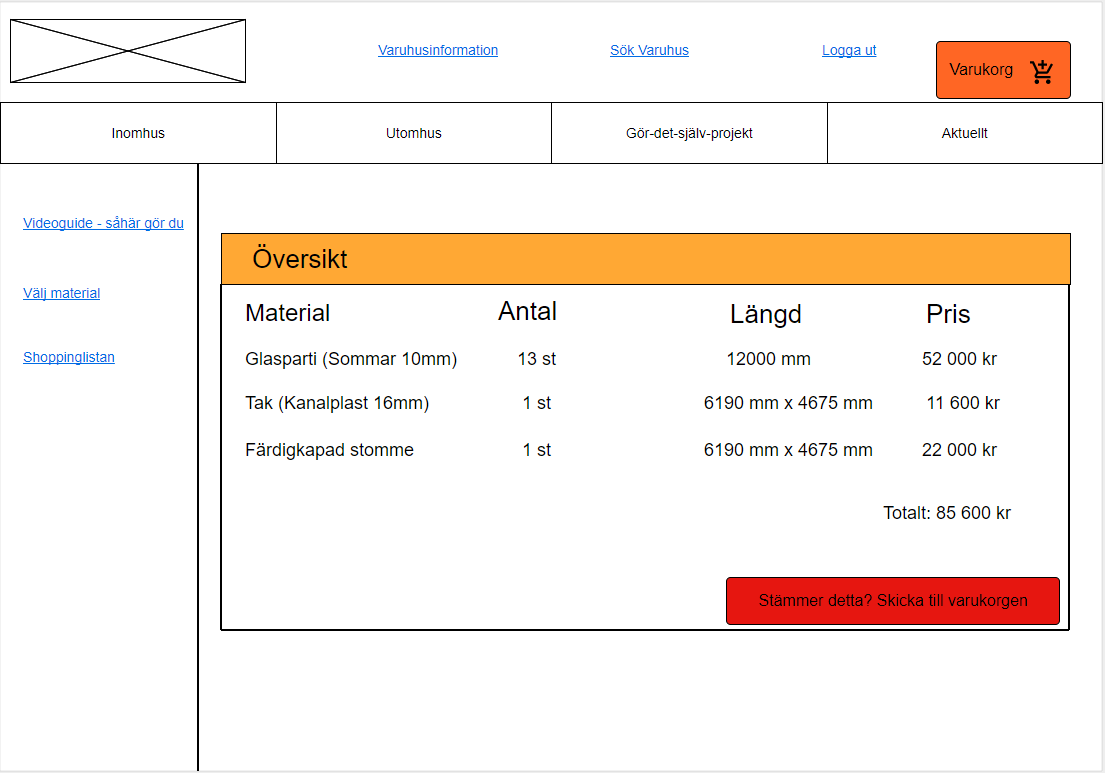 Varuhusinformation Sök Varuhus Logga ut Varukorg
Inomhus Utomhus Gör-det-själv-projekt Aktuellt
Videoguide - såhär gör du
Välj material
Shoppinglistan
Översikt
Material Antal Längd Pris
Glasparti (Sommar 10mm) 13 st 12000 mm 52 000 kr
Tak (Kanalplast 16mm) 1 st 6190 mm x 4675 mm 11 600 kr
Färdigkapad stomme 1 st 6190 mm x 4675 mm 22 000 kr
Totalt: 85 600 kr
Stämmer detta? Skicka till varukorgen